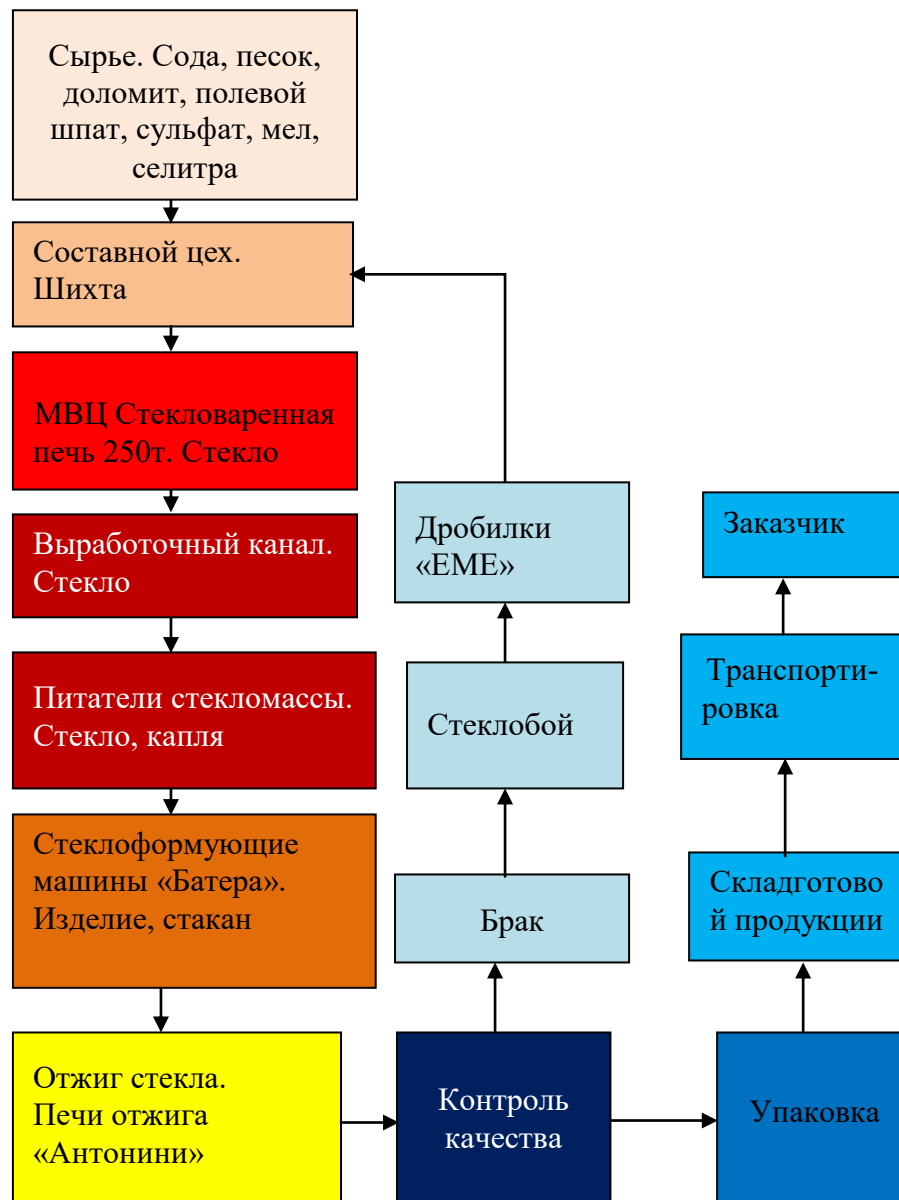 Сырье. Сода, песок,
доломит, полевой
шпат, сульфат, мел,
селитра
Составной цех.
Шихта
МВЦ Стекловаренная
печь 250т. Стекло
Выработочный канал.
Стекло
Питатели стекломассы.
Стекло, капля
Стеклоформующие
машины «Батера».
Изделие, стакан
Отжиг стекла.
Печи отжига
«Антонини»
Контроль
качества
Брак
Стеклобой
Дробилки
«ЕМЕ»
Упаковка
Складготово
й продукции
Транспорти-
ровка
Заказчик